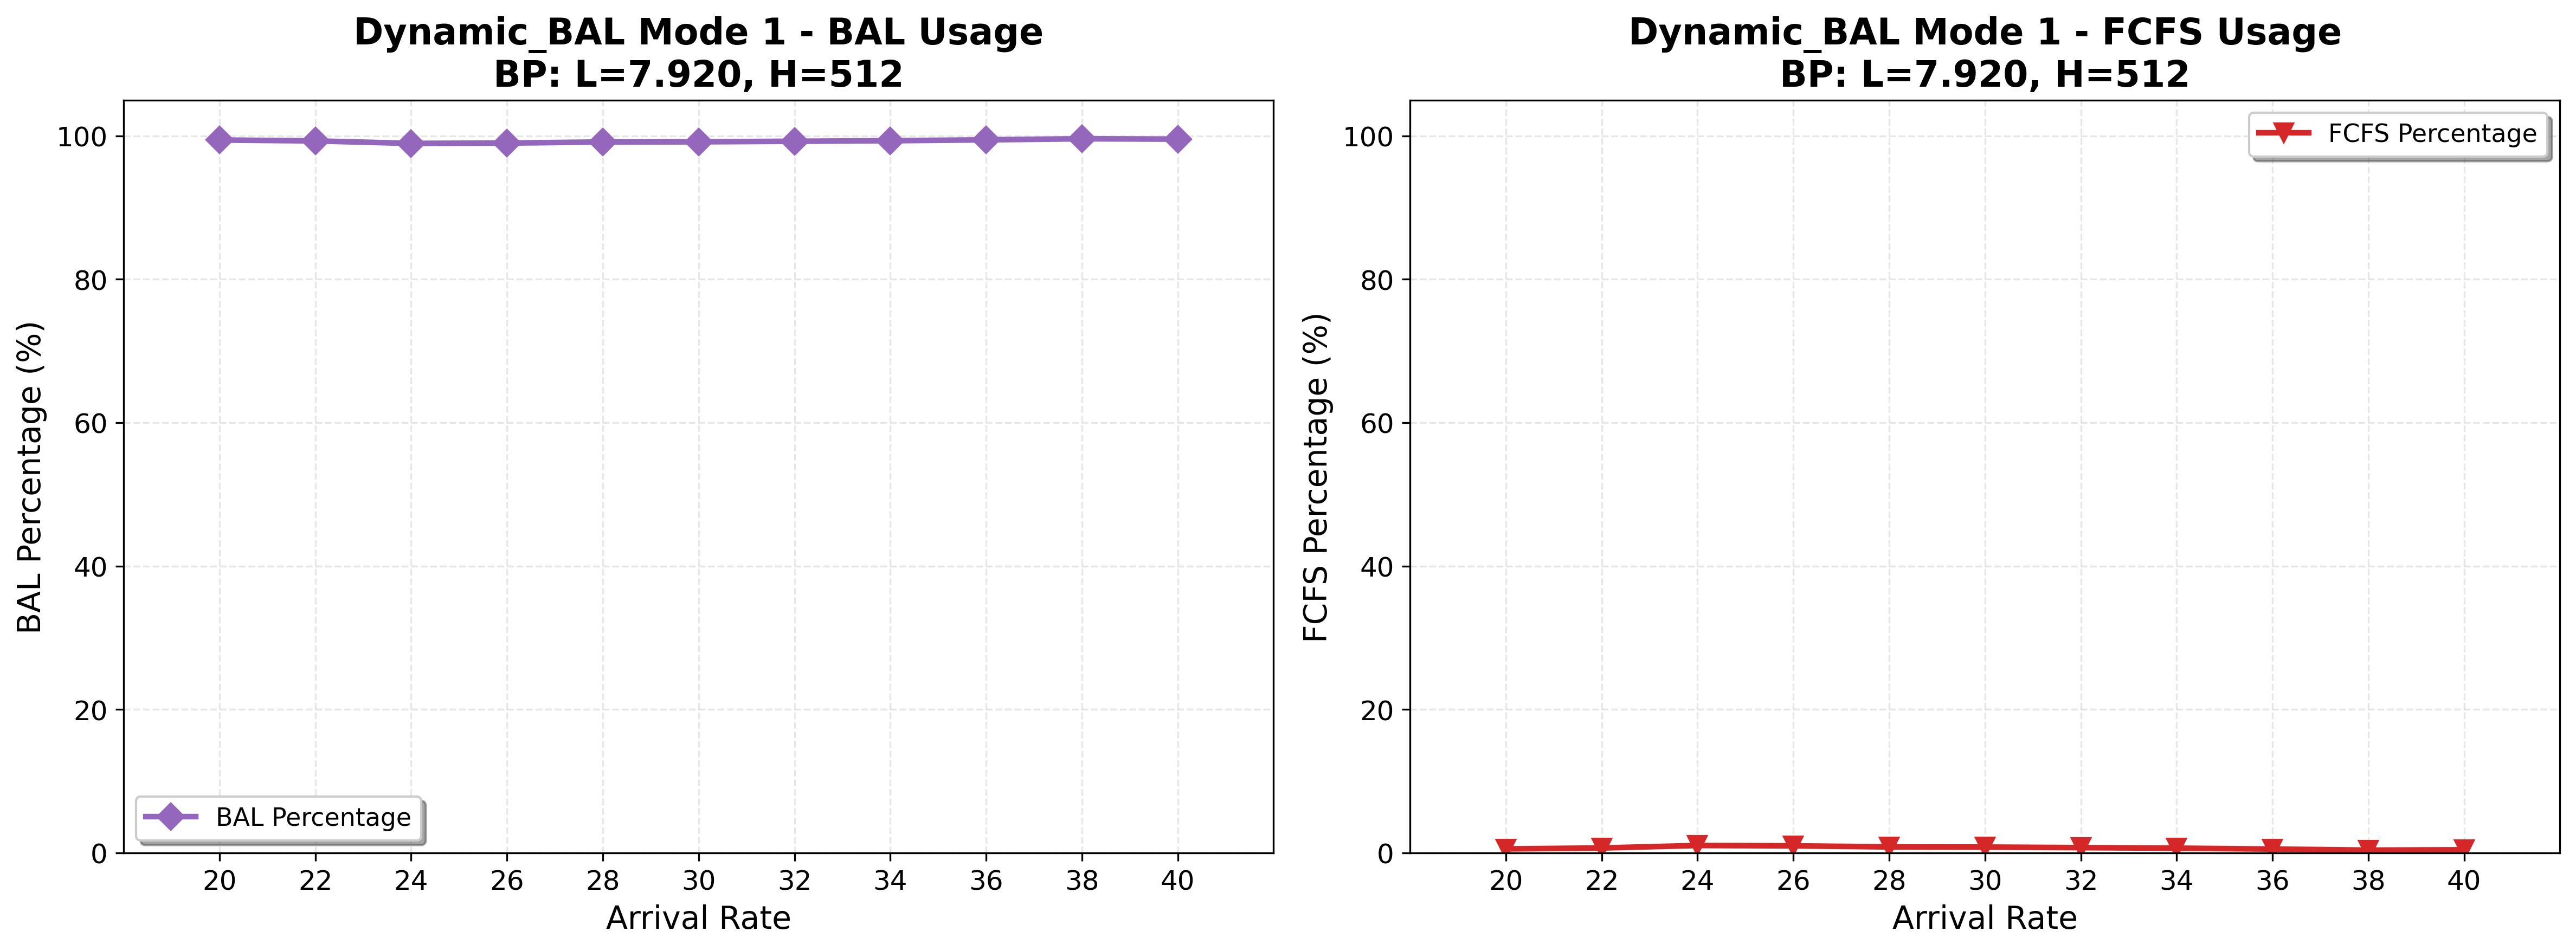 Dynamic_BAL Mode 1 - BAL Usage
BP: L=7.920, H=512
BAL Percentage (%)
100
80
60
40
20
0
BAL Percentage
20 22 24 26 28 30 32 34 36 38 40
Arrival Rate
Dynamic_BAL Mode 1 - FCFS Usage
BP: L=7.920, H=512
FCFS Percentage (%)
100
80
60
40
20
0
FCFS Percentage
20 22 24 26 28 30 32 34 36 38 40
Arrival Rate